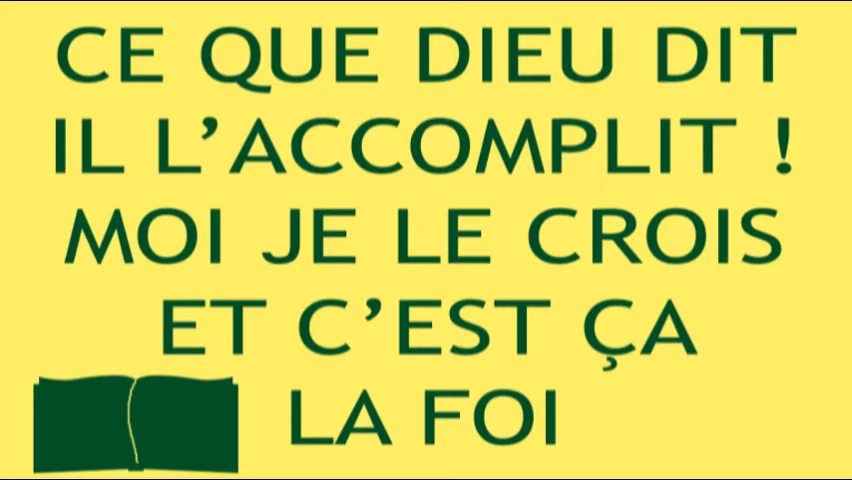 CE QUE DIEU DIT
IL L’ACCOMPLIT !
MOI JE LE CROIS
ET C’EST ÇA
LA FOI